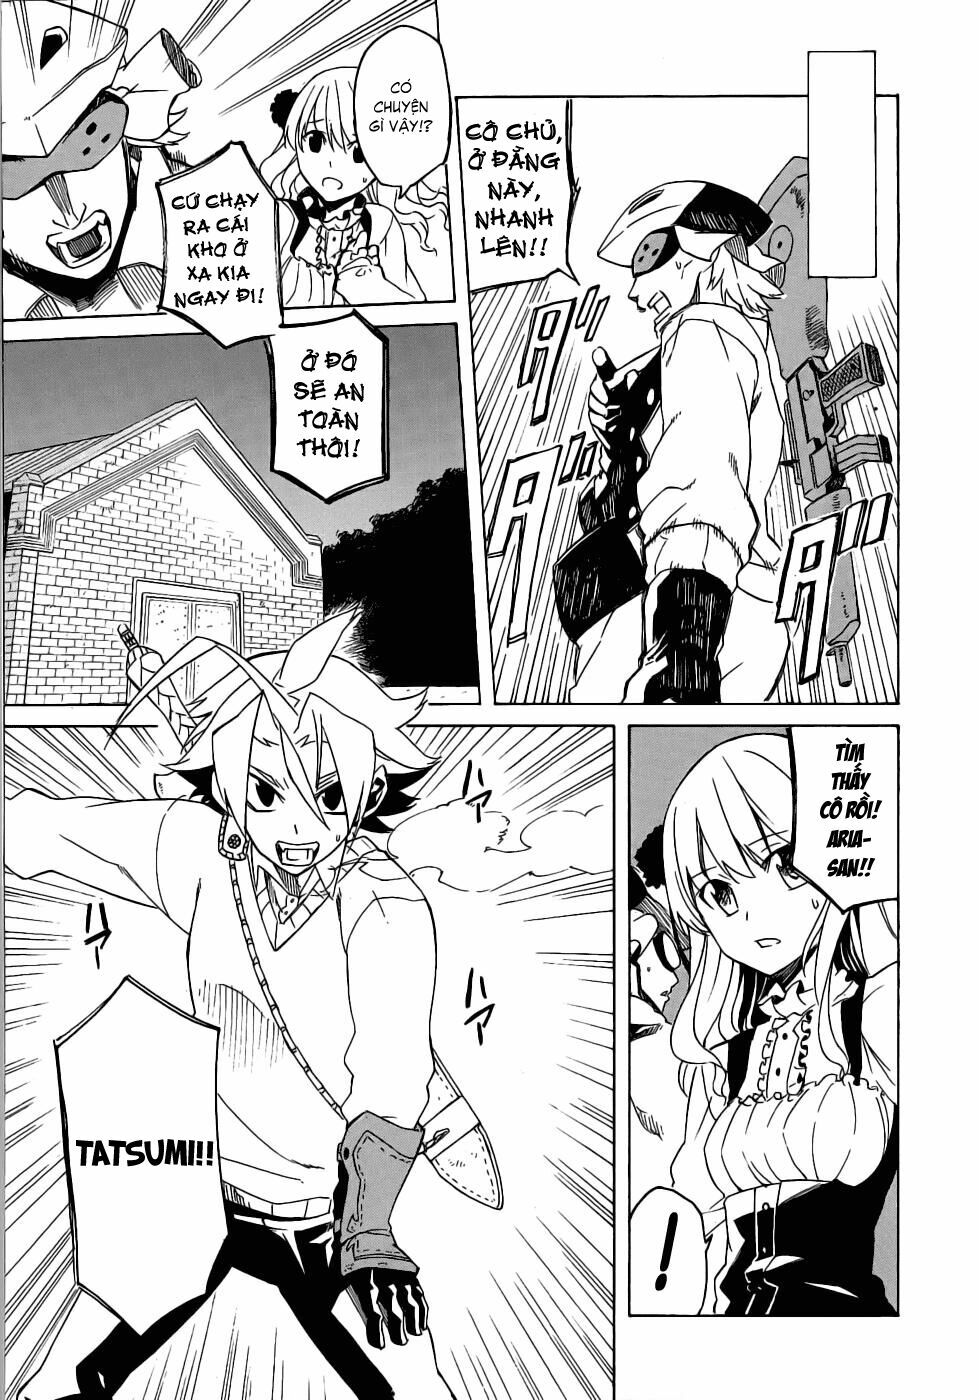 CÔ CHỦ,
Ở ĐẰNG
NÀY,
NHANH
LÊN!!
CÓ
CHUYỆN
GÌ VẬY!?
CỨ CHẠY
RA CÁI
KHO Ở
XA KIA
NGAY ĐI!
Ở ĐÓ
SẼ AN
TOÀN
THÔI!
TÌM
THẤY
CÔ RỒI!
ARIA-
SAN!!
!
TATSUMI!!